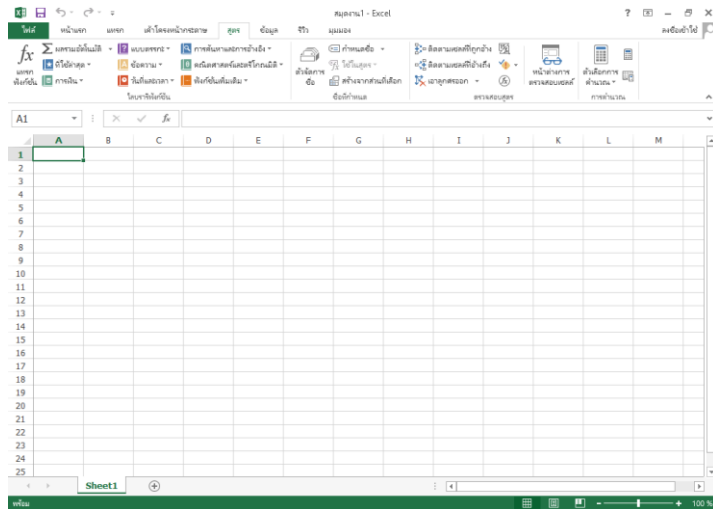 สมุดงาน1 - Excel
ไฟล์ หน้าแรก แทรก เค้าโครงหน้ากระดาษ สูตร ข้อมูล รีวิว มุมมอง ลงชื่อเข้าใช้
fx แทรกฟังก์ชัน
ผลรวมอัตโนมัติ
ที่ใช้ล่าสุด
การเงิน
แบบตรรกะ
ข้อความ
วันที่และเวลา
การค้นหาและการอ้างอิง
คณิตศาสตร์และตรีโกณมิติ
ฟังก์ชันเพิ่มเติม
ไลบรารีฟังก์ชัน
ตัวจัดการชื่อ
กำหนดชื่อ
ใช้ในสูตร
สร้างจากส่วนที่เลือก
ชื่อที่กำหนด
ติดตามเซลล์ที่ถูกอ้าง
ติดตามเซลล์ที่อ้างถึง
เอาลูกศรออก
หน้าต่างการตรวจสอบเซลล์
ตรวจสอบสูตร
ตัวเลือกการคำนวณ
การคำนวณ
A1 fx
A B C D E F G H I J K L M
1
2
3
4
5
6
7
8
9
10
11
12
13
14
15
16
17
18
19
20
21
22
23
24
25
Sheet1
พร้อม 100 %